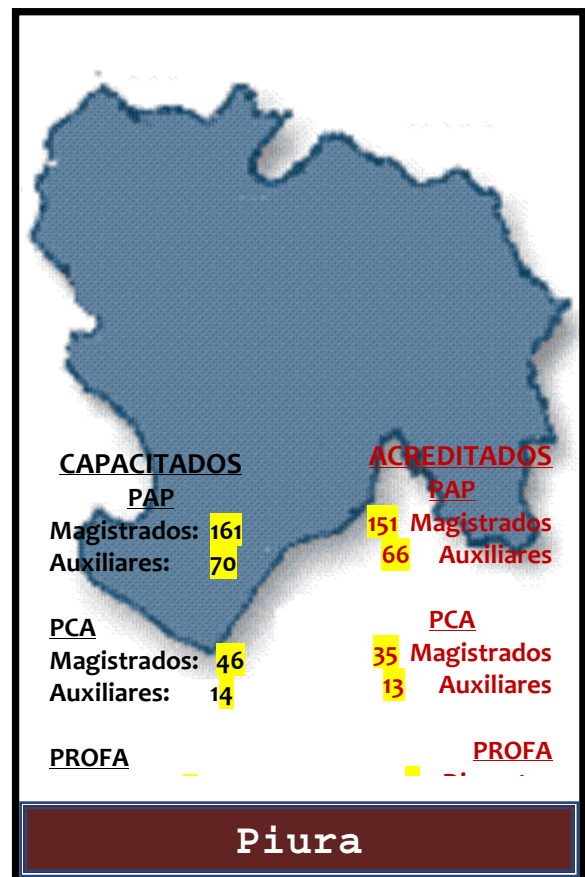 CAPACITADOS
PAP
Magistrados: 161
Auxiliares: 70
PCA
Magistrados: 46
Auxiliares: 14
PROFA
ACREDITADOS
PAP
151 Magistrados
66 Auxiliares
PCA
35 Magistrados
13 Auxiliares
PROFA
Piura